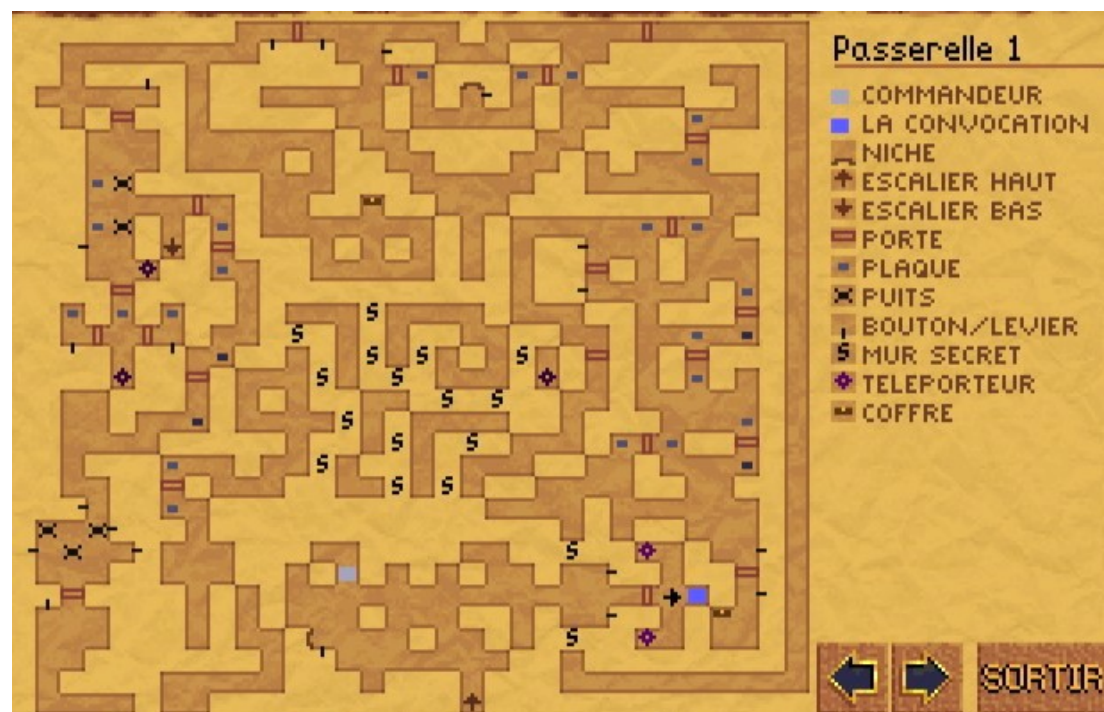 Passerelle 1
COMMANDEUR
LA CONVOCATION
NICHE
ESCALIER HAUT
ESCALIER BAS
PORTE
PLAQUE
PUITS
BOUTON/LEVIER
S MUR SECRET
TELEPORTEUR
COFFRE
S
S
S S S
S S
S S
S
S S
S
S S
S
S
SORTIR